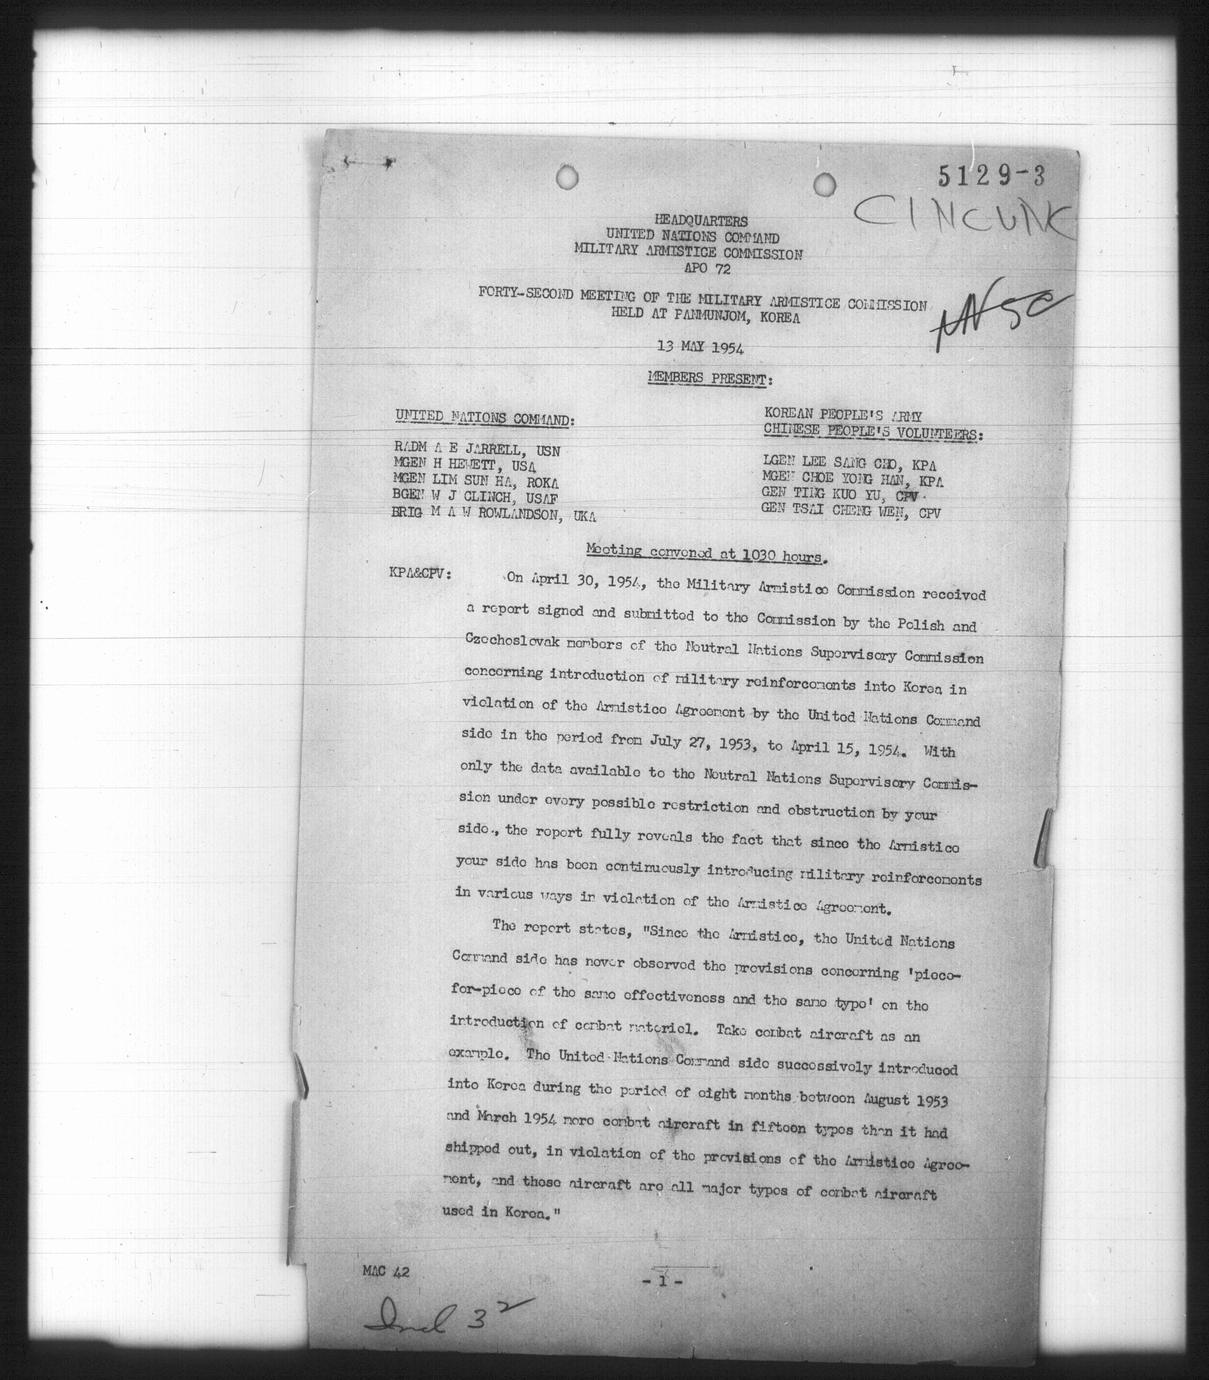 5129-3
CINCUNC
HEADQUARTERS
UNITED NATIONS COMMAND
MILITARY ARMISTICE COMMISSION
APO 72
FORTY-SECOND MEETING OF THE MILITARY ARMISTICE COMMISSION
HELD AT PANMUNJOM, KOREA
13 MAY 1954
MEMBERS PRESENT:
UNITED NATIONS COMMAND:
RADM A E JARRELL, USN
MGEN H HEWETT, USA
MGEN LIM SUN HA, ROKA
BGEN W J CLINCH, USAF
BRIG M A W ROWLANDSON, UKA
KOREAN PEOPLE'S ARMY
CHINESE PEOPLE'S VOLUNTEERS:
LGEN LEE SANG CHO, KPA
MGEN CHOE YONG HAN, KPA
GEN TING KUO YU, CPV
GEN TSAI CHENG WEN, CPV
Meeting convened at 1030 hours.
KPA&CPV: On April 30, 1954, the Military Armistice Commission received
a report signed and submitted to the Commission by the Polish and
Czechoslovak members of the Neutral Nations Supervisory Commission
concerning introduction of military reinforcements into Korea in
violation of the Armistice Agreement by the United Nations Command
side in the period from July 27, 1953, to April 15, 1954. With
only the data available to the Neutral Nations Supervisory Commis-
sion under every possible restriction and obstruction by your
side., the report fully reveals the fact that since the Armistice
your side has been continuously introducing military reinforcements
in various ways in violation of the Armistice Agreement.
The report states, "Since the Armistice, the United Nations
Command side has never observed the provisions concerning 'piece-
for-piece of the same effectiveness and the same type' on the
introduction of combat materiel. Take combat aircraft as an
example. The United Nations Command side successively introduced
into Korea during the period of eight months between August 1953
and March 1954 more combat aircraft in fifteen types than it had
shipped out, in violation of the provisions of the Armistice Agree-
ment, and those aircraft are all major types of combat aircraft
used in Korea."
MAC 42
- 1 -
Incl 3